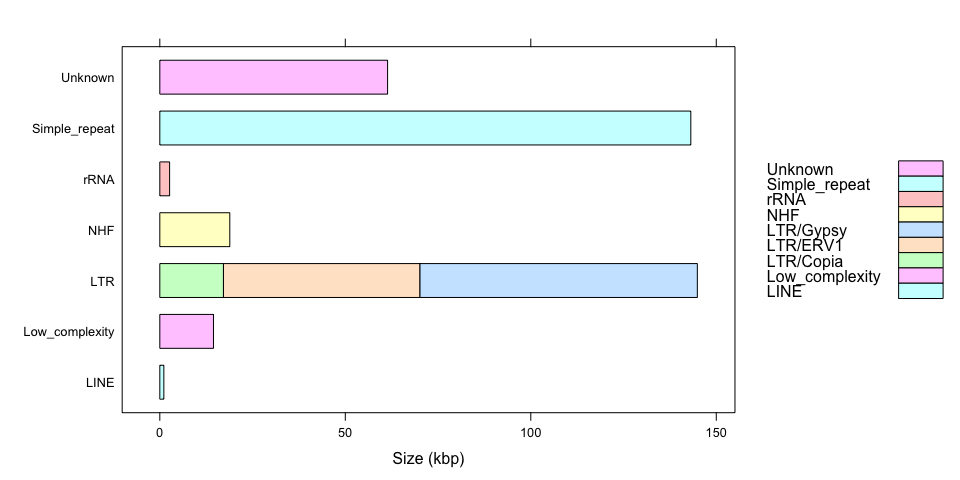 Unknown
Simple_repeat
rRNA
NHF
LTR
Low_complexity
LINE
0 50 100 150
Size (kbp)
Unknown
Simple_repeat
rRNA
NHF
LTR/Gypsy
LTR/ERV1
LTR/Copia
Low_complexity
LINE